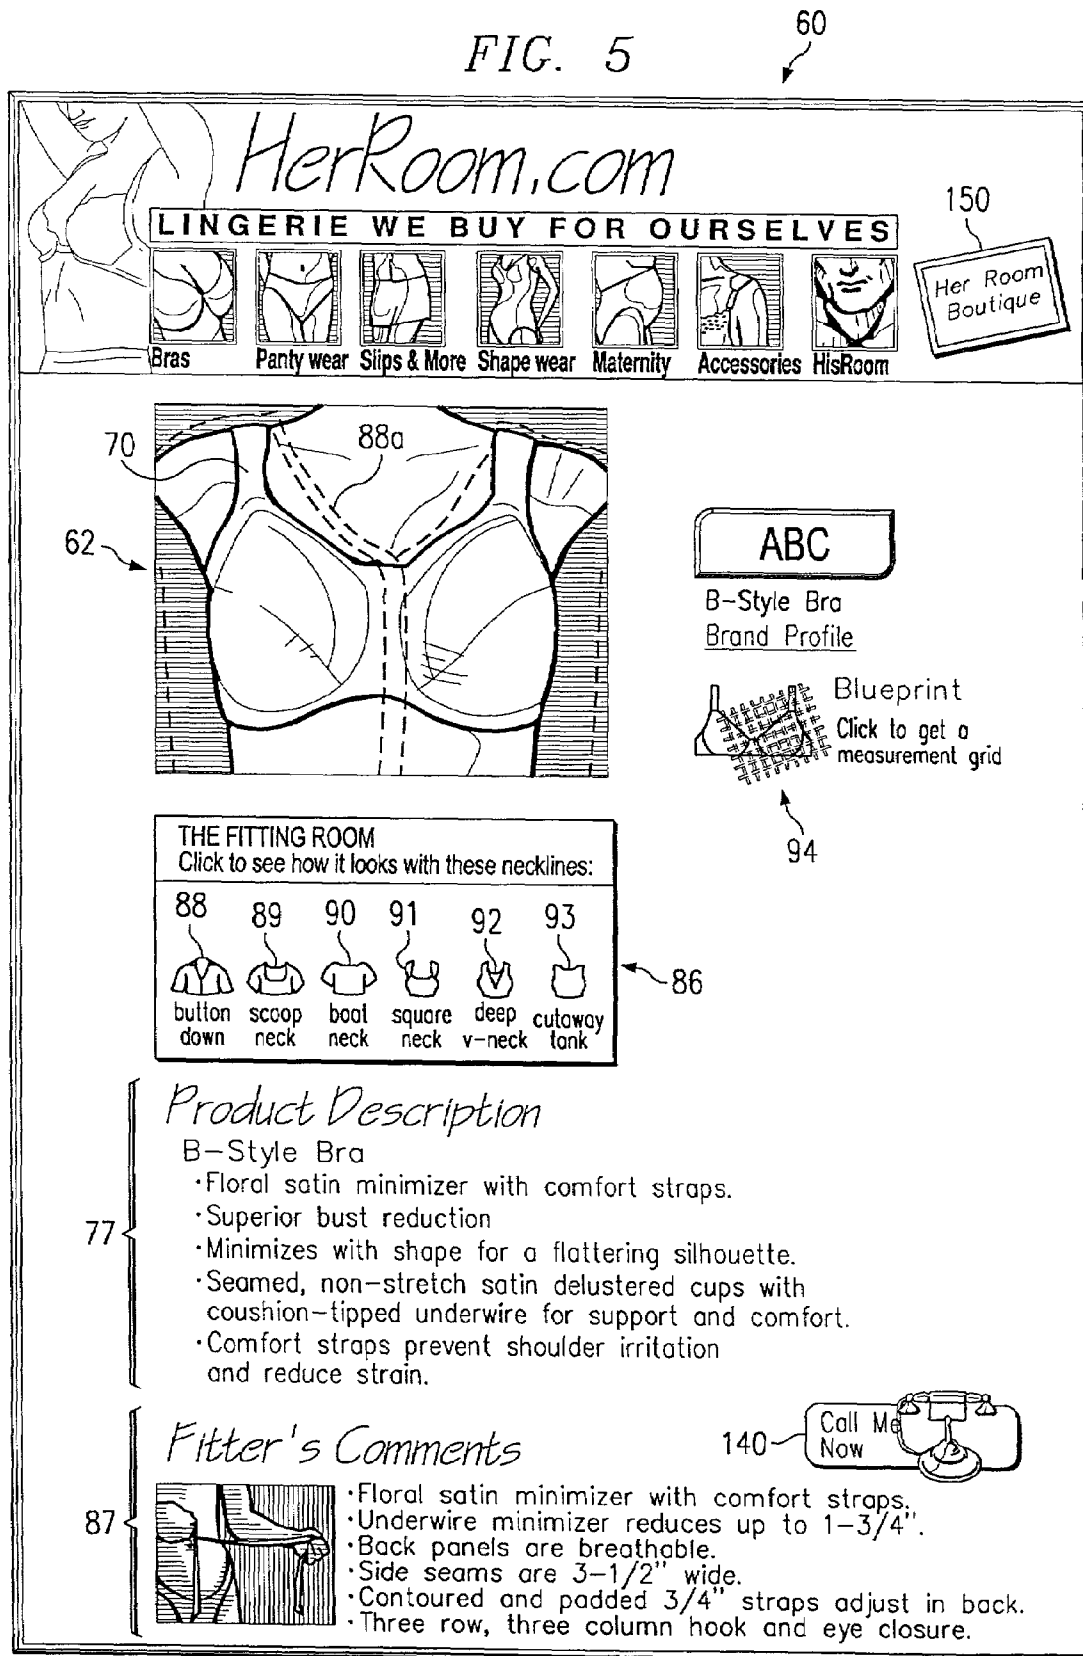 FIG. 5
60
HerRoom.com
LINGERIE WE BUY FOR OURSELVES
150
Her Room
Boutique
Bras Panty wear Slips & More Shape wear Maternity Accessories HisRoom
70
88a
62
ABC
B-Style Bra
Brand Profile
Blueprint
Click to get a
measurement grid
94
THE FITTING ROOM
Click to see how it looks with these necklines:
88 89 90 91 92 93
button down
scoop neck
boat neck
square neck
deep v-neck
cutaway tank
86
Product Description
B-Style Bra
·Floral satin minimizer with comfort straps.
·Superior bust reduction
·Minimizes with shape for a flattering silhouette.
·Seamed, non-stretch satin delustered cups with
coushion-tipped underwire for support and comfort.
·Comfort straps prevent shoulder irritation
and reduce strain.
77
Fitter's Comments
140
Call Me
Now
87
·Floral satin minimizer with comfort straps.
·Underwire minimizer reduces up to 1-3/4".
·Back panels are breathable.
·Side seams are 3-1/2" wide.
·Contoured and padded 3/4" straps adjust in back.
·Three row, three column hook and eye closure.